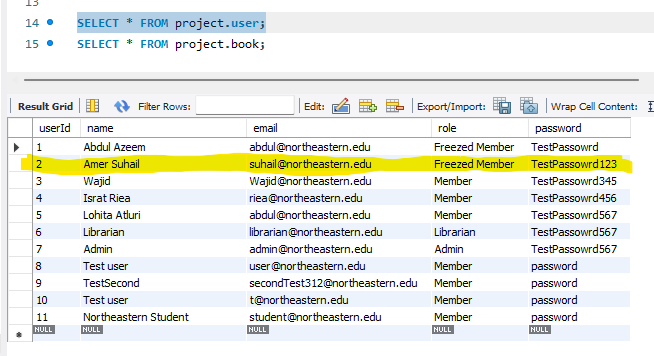 13
14 SELECT * FROM project.user;
15 SELECT * FROM project.book;
Result Grid Filter Rows: Edit: Export/Import: Wrap Cell Content:
userId name email role password
1 Abdul Azeem abdul@northeastern.edu Freezed Member TestPassowrd
2 Amer Suhail suhail@northeastern.edu Freezed Member TestPassowrd123
3 Wajid Wajid@northeastern.edu Member TestPassowrd345
4 Israt Riea riea@northeastern.edu Member TestPassowrd456
5 Lohita Atluri abdul@northeastern.edu Member TestPassowrd567
6 Librarian librarian@northeastern.edu Librarian TestPassowrd567
7 Admin admin@northeastern.edu Admin TestPassowrd567
8 Test user user@northeastern.edu Member password
9 TestSecond secondTest312@northeastern.edu Member password
10 Test user t@northeastern.edu Member password
11 Northeastern Student student@northeastern.edu Member password
NULL NULL NULL NULL NULL